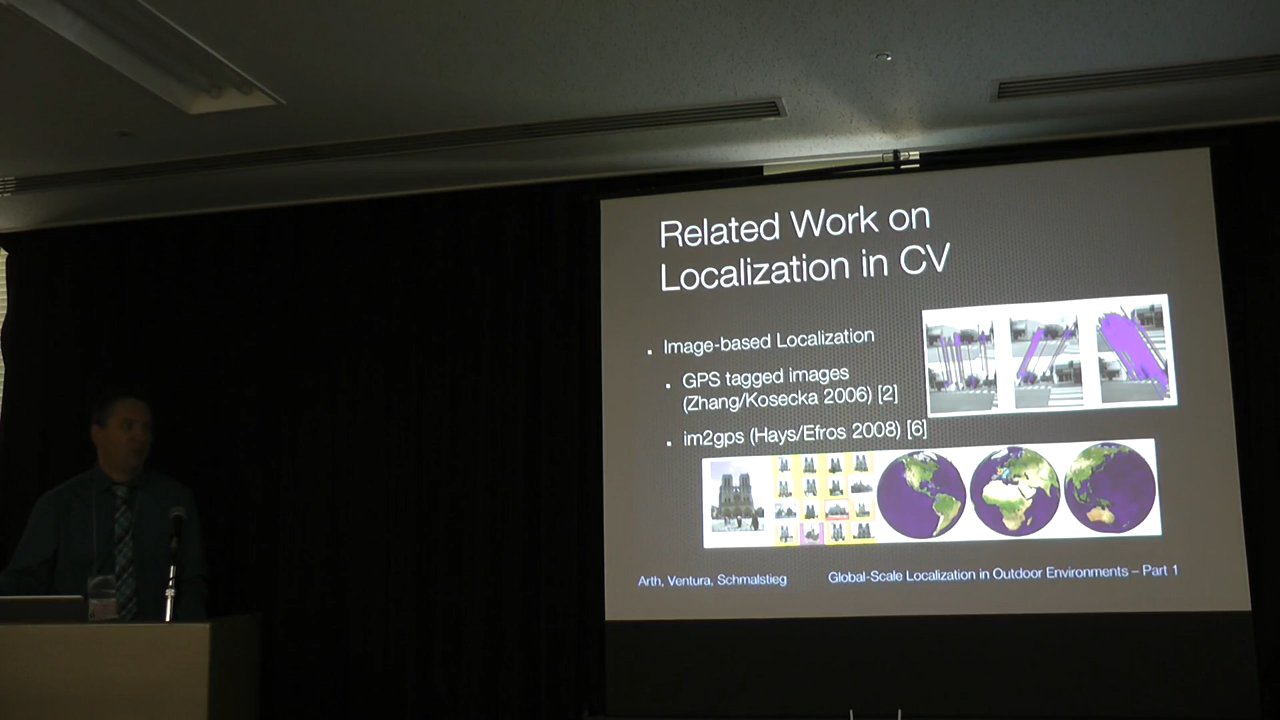 Related Work on
Localization in CV
Image-based Localization
GPS tagged images
(Zhang/Kosecka 2006) [2]
im2gps (Hays/Efros 2008) [6]
Arth, Ventura, Schmalstieg
Global-Scale Localization in Outdoor Environments – Part 1